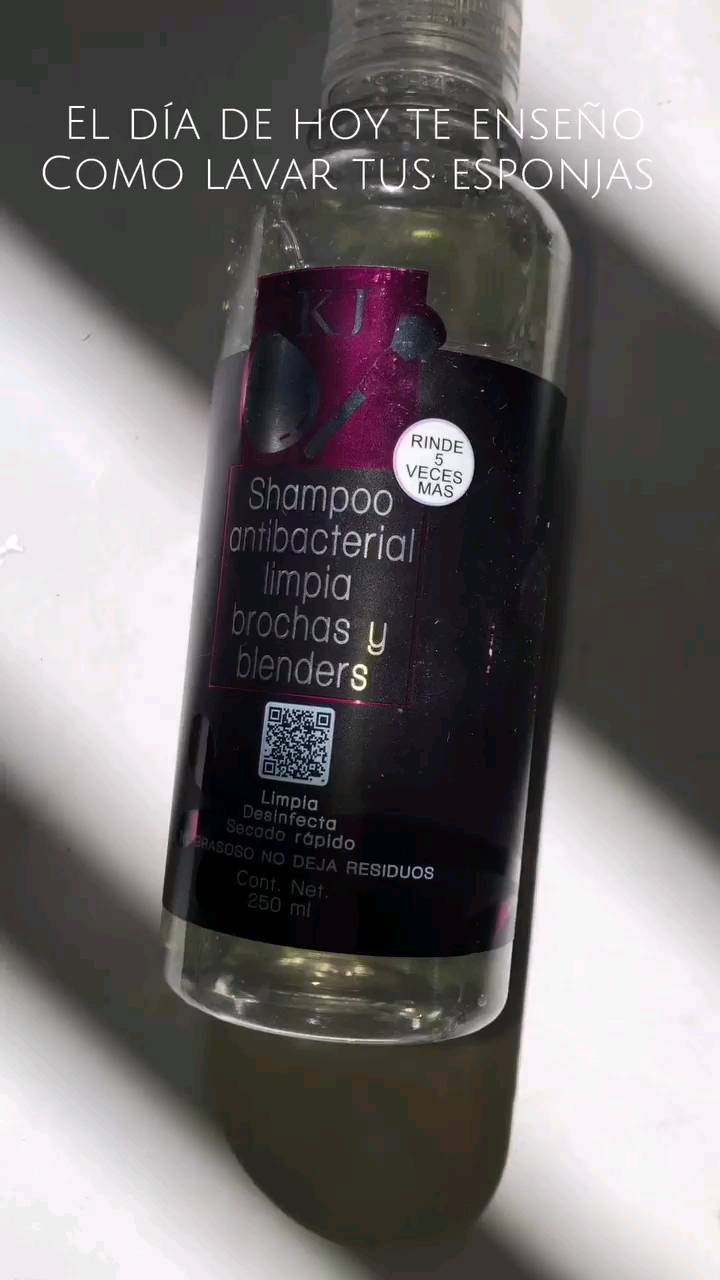 El día de hoy te enseño
Como lavar tus esponjas
KJ
RINDE
5
VECES
MAS
Shampoo
antibacterial
limpia
brochas y
blenders
Limpia
Desinfecta
Secado rápido
NO DEJA RESIDUOS
Cont. Net.
250 ml